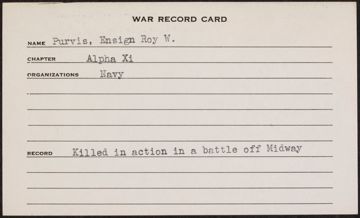 WAR RECORD CARD
NAME Purvis, Ensign Roy W.
CHAPTER Alpha Xi
ORGANIZATIONS Navy
RECORD Killed in action in a battle off Midway